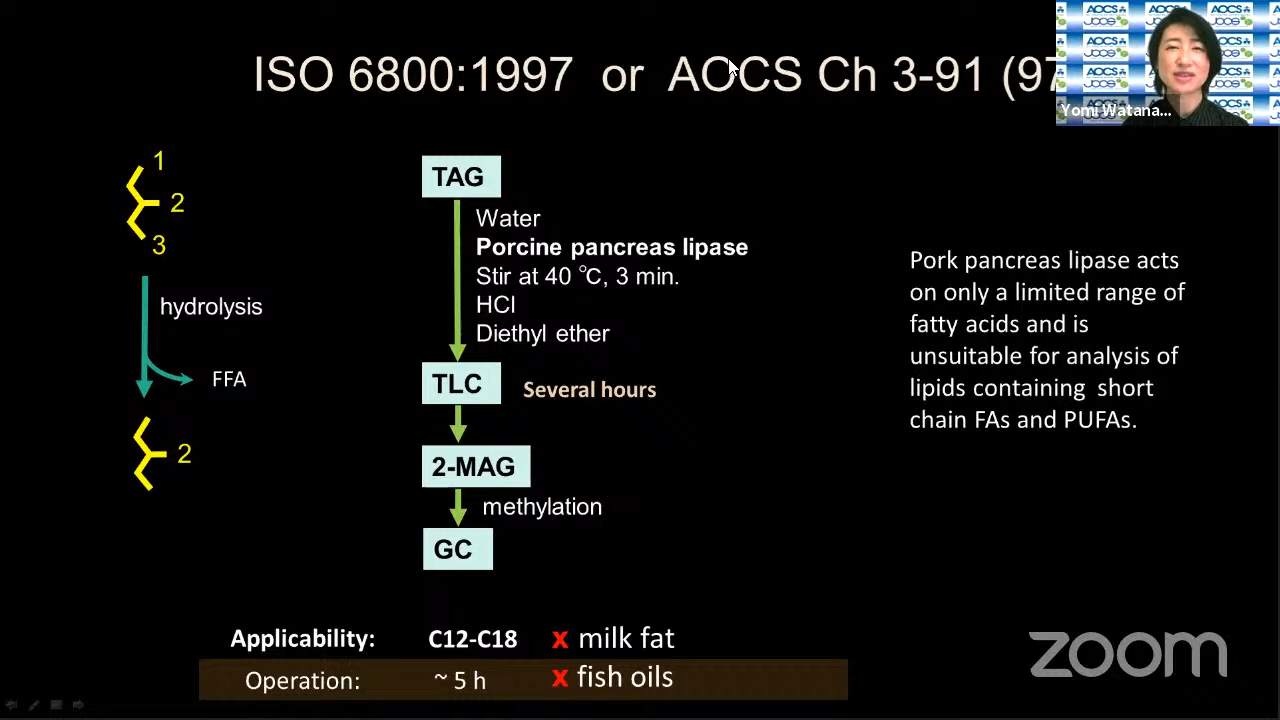 ISO 6800:1997 or AOCS Ch 3-91 (97
AOCS
JOCS
Yomi Watana...
1
2
3
hydrolysis
FFA
2
TAG
Water
Porcine pancreas lipase
Stir at 40 ℃, 3 min.
HCl
Diethyl ether
TLC
Several hours
2-MAG
methylation
GC
Pork pancreas lipase acts
on only a limited range of
fatty acids and is
unsuitable for analysis of
lipids containing short
chain FAs and PUFAs.
Applicability: C12-C18 x milk fat
Operation: ~ 5 h x fish oils
zoom